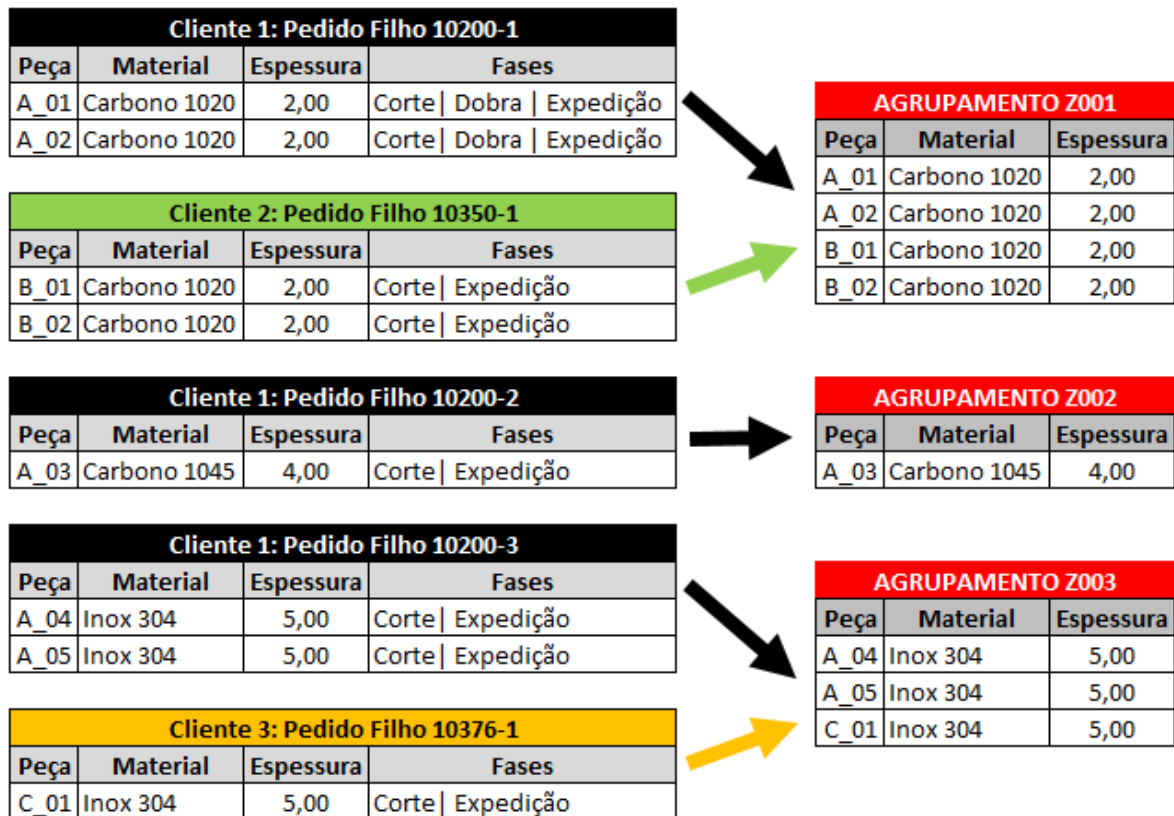 Cliente 1: Pedido Filho 10200-1
Peça Material Espessura Fases
A_01 Carbono 1020 2,00 Corte| Dobra | Expedição
A_02 Carbono 1020 2,00 Corte| Dobra | Expedição
Cliente 2: Pedido Filho 10350-1
Peça Material Espessura Fases
B_01 Carbono 1020 2,00 Corte| Expedição
B_02 Carbono 1020 2,00 Corte| Expedição
Cliente 1: Pedido Filho 10200-2
Peça Material Espessura Fases
A_03 Carbono 1045 4,00 Corte| Expedição
Cliente 1: Pedido Filho 10200-3
Peça Material Espessura Fases
A_04 Inox 304 5,00 Corte| Expedição
A_05 Inox 304 5,00 Corte| Expedição
Cliente 3: Pedido Filho 10376-1
Peça Material Espessura Fases
C_01 Inox 304 5,00 Corte| Expedição
AGRUPAMENTO Z001
Peça Material Espessura
A_01 Carbono 1020 2,00
A_02 Carbono 1020 2,00
B_01 Carbono 1020 2,00
B_02 Carbono 1020 2,00
AGRUPAMENTO Z002
Peça Material Espessura
A_03 Carbono 1045 4,00
AGRUPAMENTO Z003
Peça Material Espessura
A_04 Inox 304 5,00
A_05 Inox 304 5,00
C_01 Inox 304 5,00